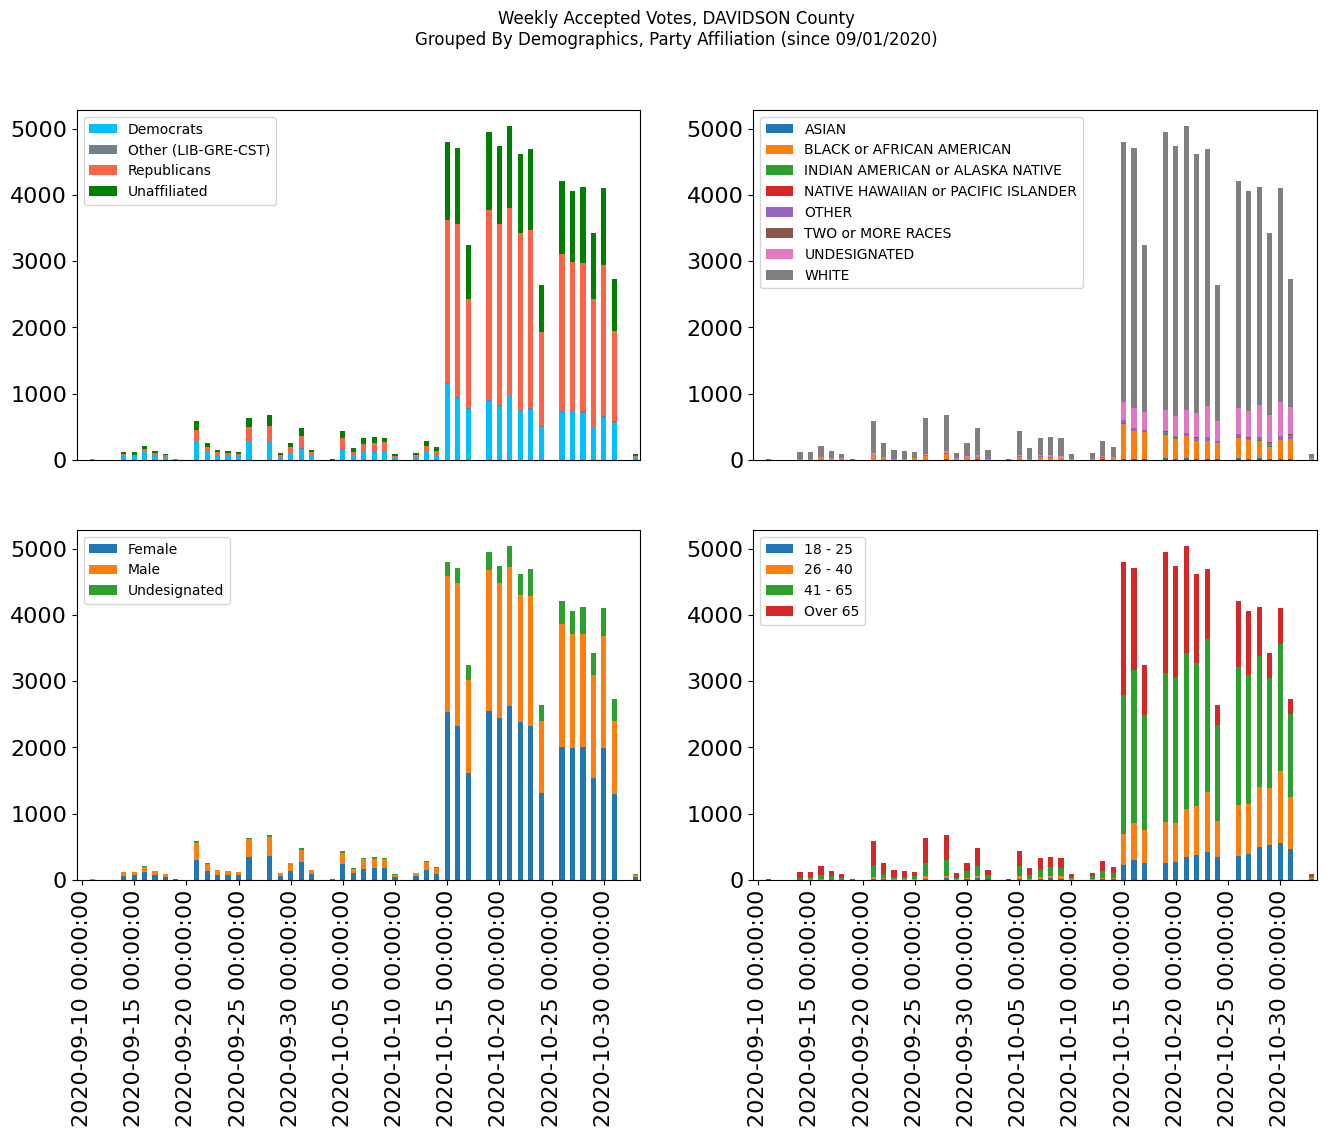 Weekly Accepted Votes, DAVIDSON County
Grouped By Demographics, Party Affiliation (since 09/01/2020)
5000
4000
3000
2000
1000
0
Democrats
Other (LIB-GRE-CST)
Republicans
Unaffiliated
5000
4000
3000
2000
1000
0
ASIAN
BLACK or AFRICAN AMERICAN
INDIAN AMERICAN or ALASKA NATIVE
NATIVE HAWAIIAN or PACIFIC ISLANDER
OTHER
TWO or MORE RACES
UNDESIGNATED
WHITE
5000
4000
3000
2000
1000
0
Female
Male
Undesignated
2020-09-10 00:00:00
2020-09-15 00:00:00
2020-09-20 00:00:00
2020-09-25 00:00:00
2020-09-30 00:00:00
2020-10-05 00:00:00
2020-10-10 00:00:00
2020-10-15 00:00:00
2020-10-20 00:00:00
2020-10-25 00:00:00
2020-10-30 00:00:00
5000
4000
3000
2000
1000
0
18 - 25
26 - 40
41 - 65
Over 65
2020-09-10 00:00:00
2020-09-15 00:00:00
2020-09-20 00:00:00
2020-09-25 00:00:00
2020-09-30 00:00:00
2020-10-05 00:00:00
2020-10-10 00:00:00
2020-10-15 00:00:00
2020-10-20 00:00:00
2020-10-25 00:00:00
2020-10-30 00:00:00